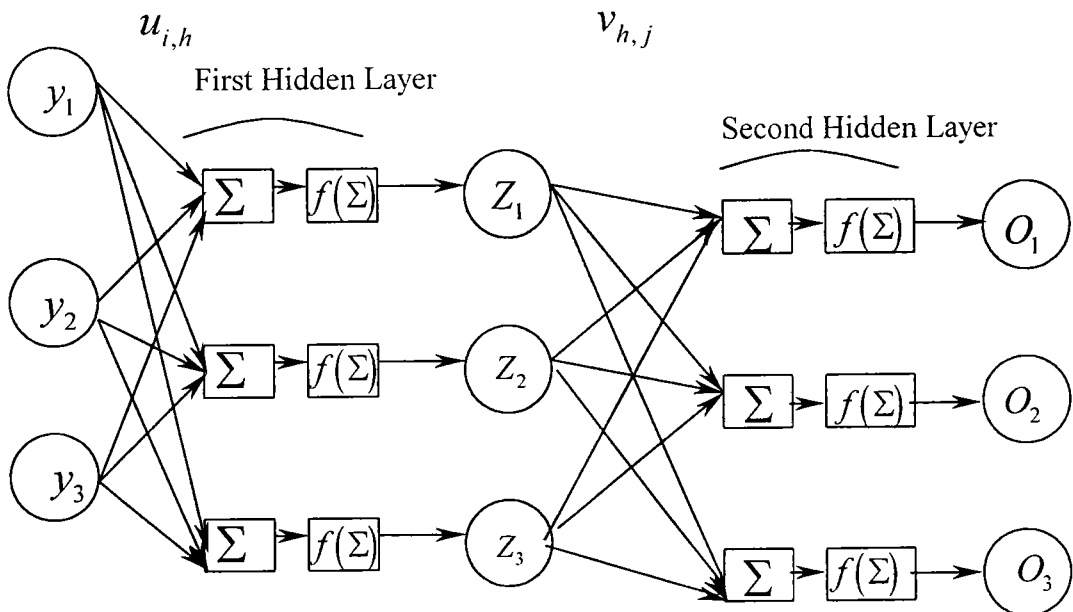 u_{i,h}
v_{h,j}
First Hidden Layer
Second Hidden Layer
y_1
Σ
f(Σ)
Z_1
Σ
f(Σ)
O_1
y_2
Σ
f(Σ)
Z_2
Σ
f(Σ)
O_2
y_3
Σ
f(Σ)
Z_3
Σ
f(Σ)
O_3